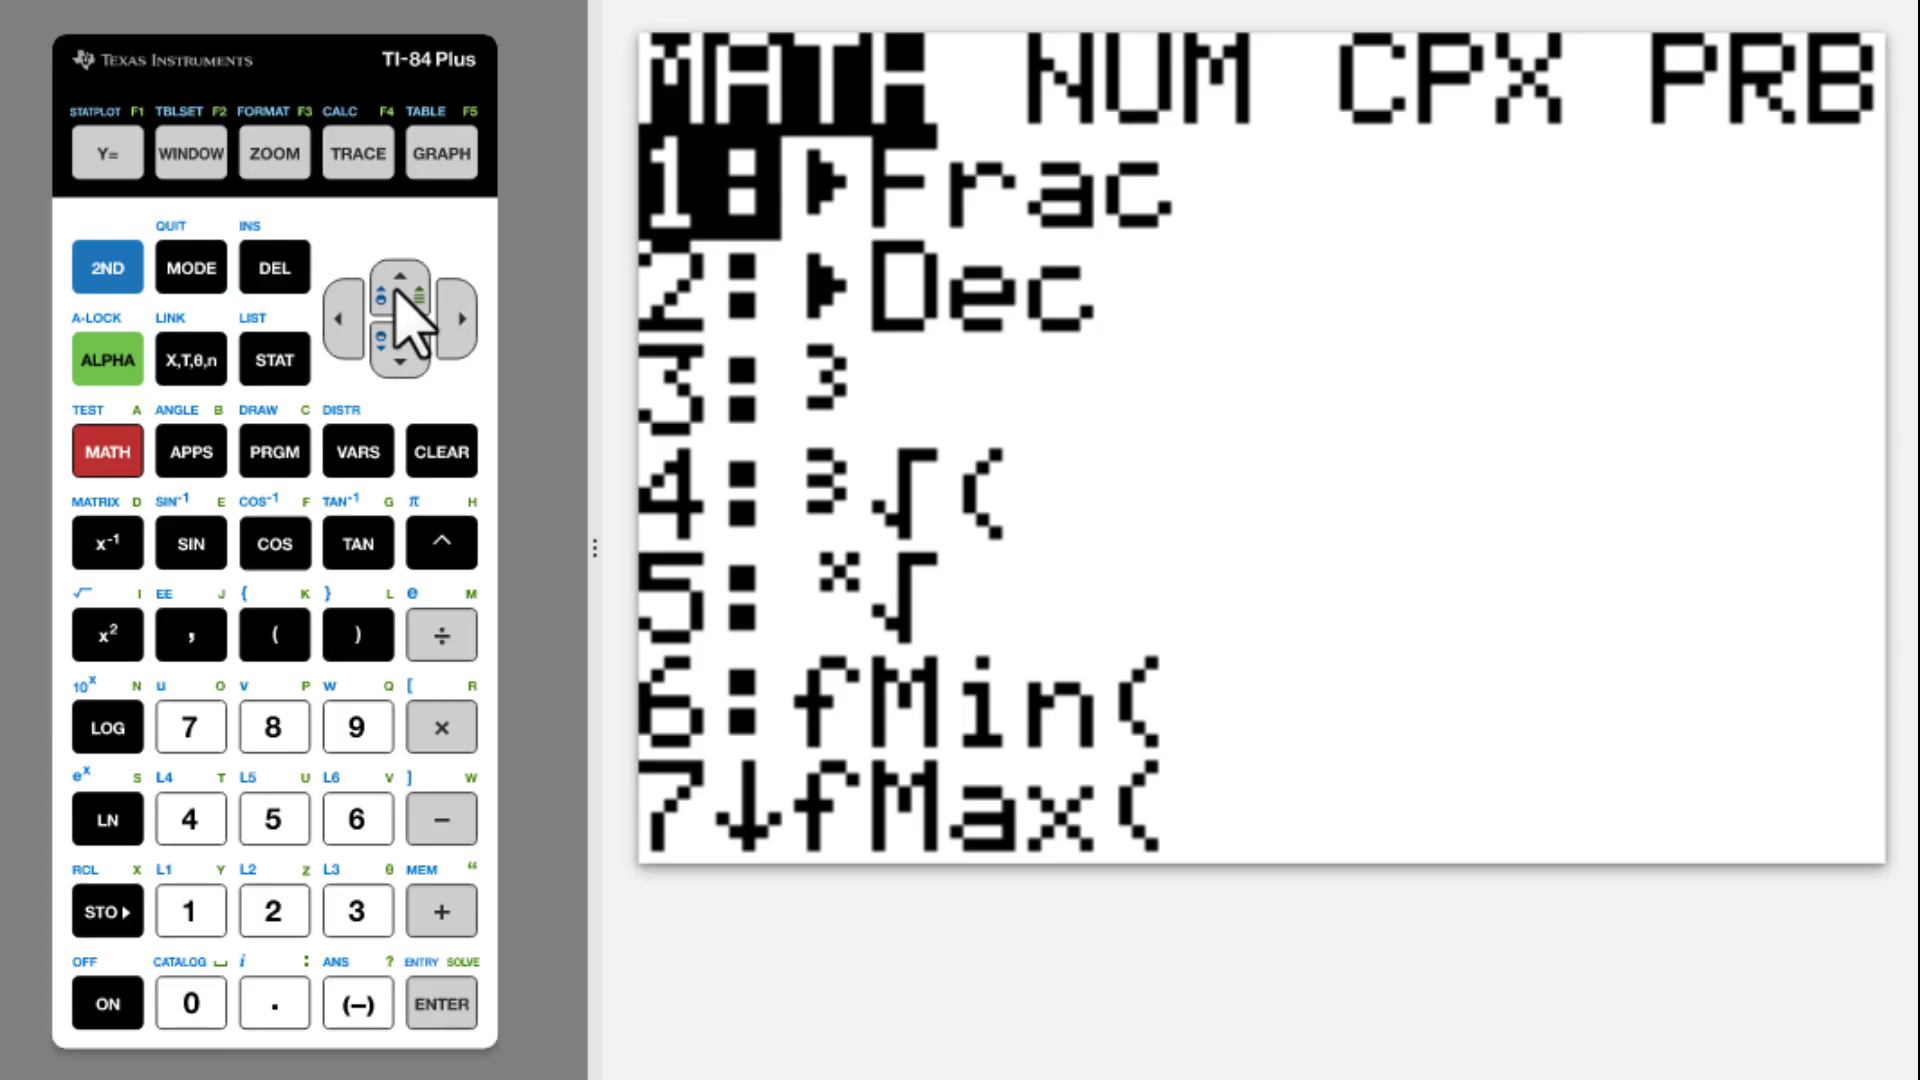 TEXAS INSTRUMENTS TI-84 Plus
STATPLOT F1 TBLSET F2 FORMAT F3 CALC F4 TABLE F5
Y= WINDOW ZOOM TRACE GRAPH
QUIT INS
2ND MODE DEL
A-LOCK LINK LIST
ALPHA X,T,θ,n STAT
TEST A ANGLE B DRAW C DISTR
MATH APPS PRGM VARS CLEAR
MATRIX D SIN⁻¹ E COS⁻¹ F TAN⁻¹ G π H
x⁻¹ SIN COS TAN ^
√ I EE J { K } L e M
x² , ( ) ÷
10ˣ N u O v P w Q [ R
LOG 7 8 9 ×
eˣ S L4 T L5 U L6 V ] W
LN 4 5 6 −
RCL X L1 Y L2 Z L3 θ MEM "
STO▶ 1 2 3 +
OFF CATALOG ⎵ i : ANS ? ENTRY SOLVE
ON 0 . (−) ENTER
MATH NUM CPX PRB
1:▶Frac
2:▶Dec
3:³
4:³√(
5:ˣ√
6:fMin(
7↓fMax(